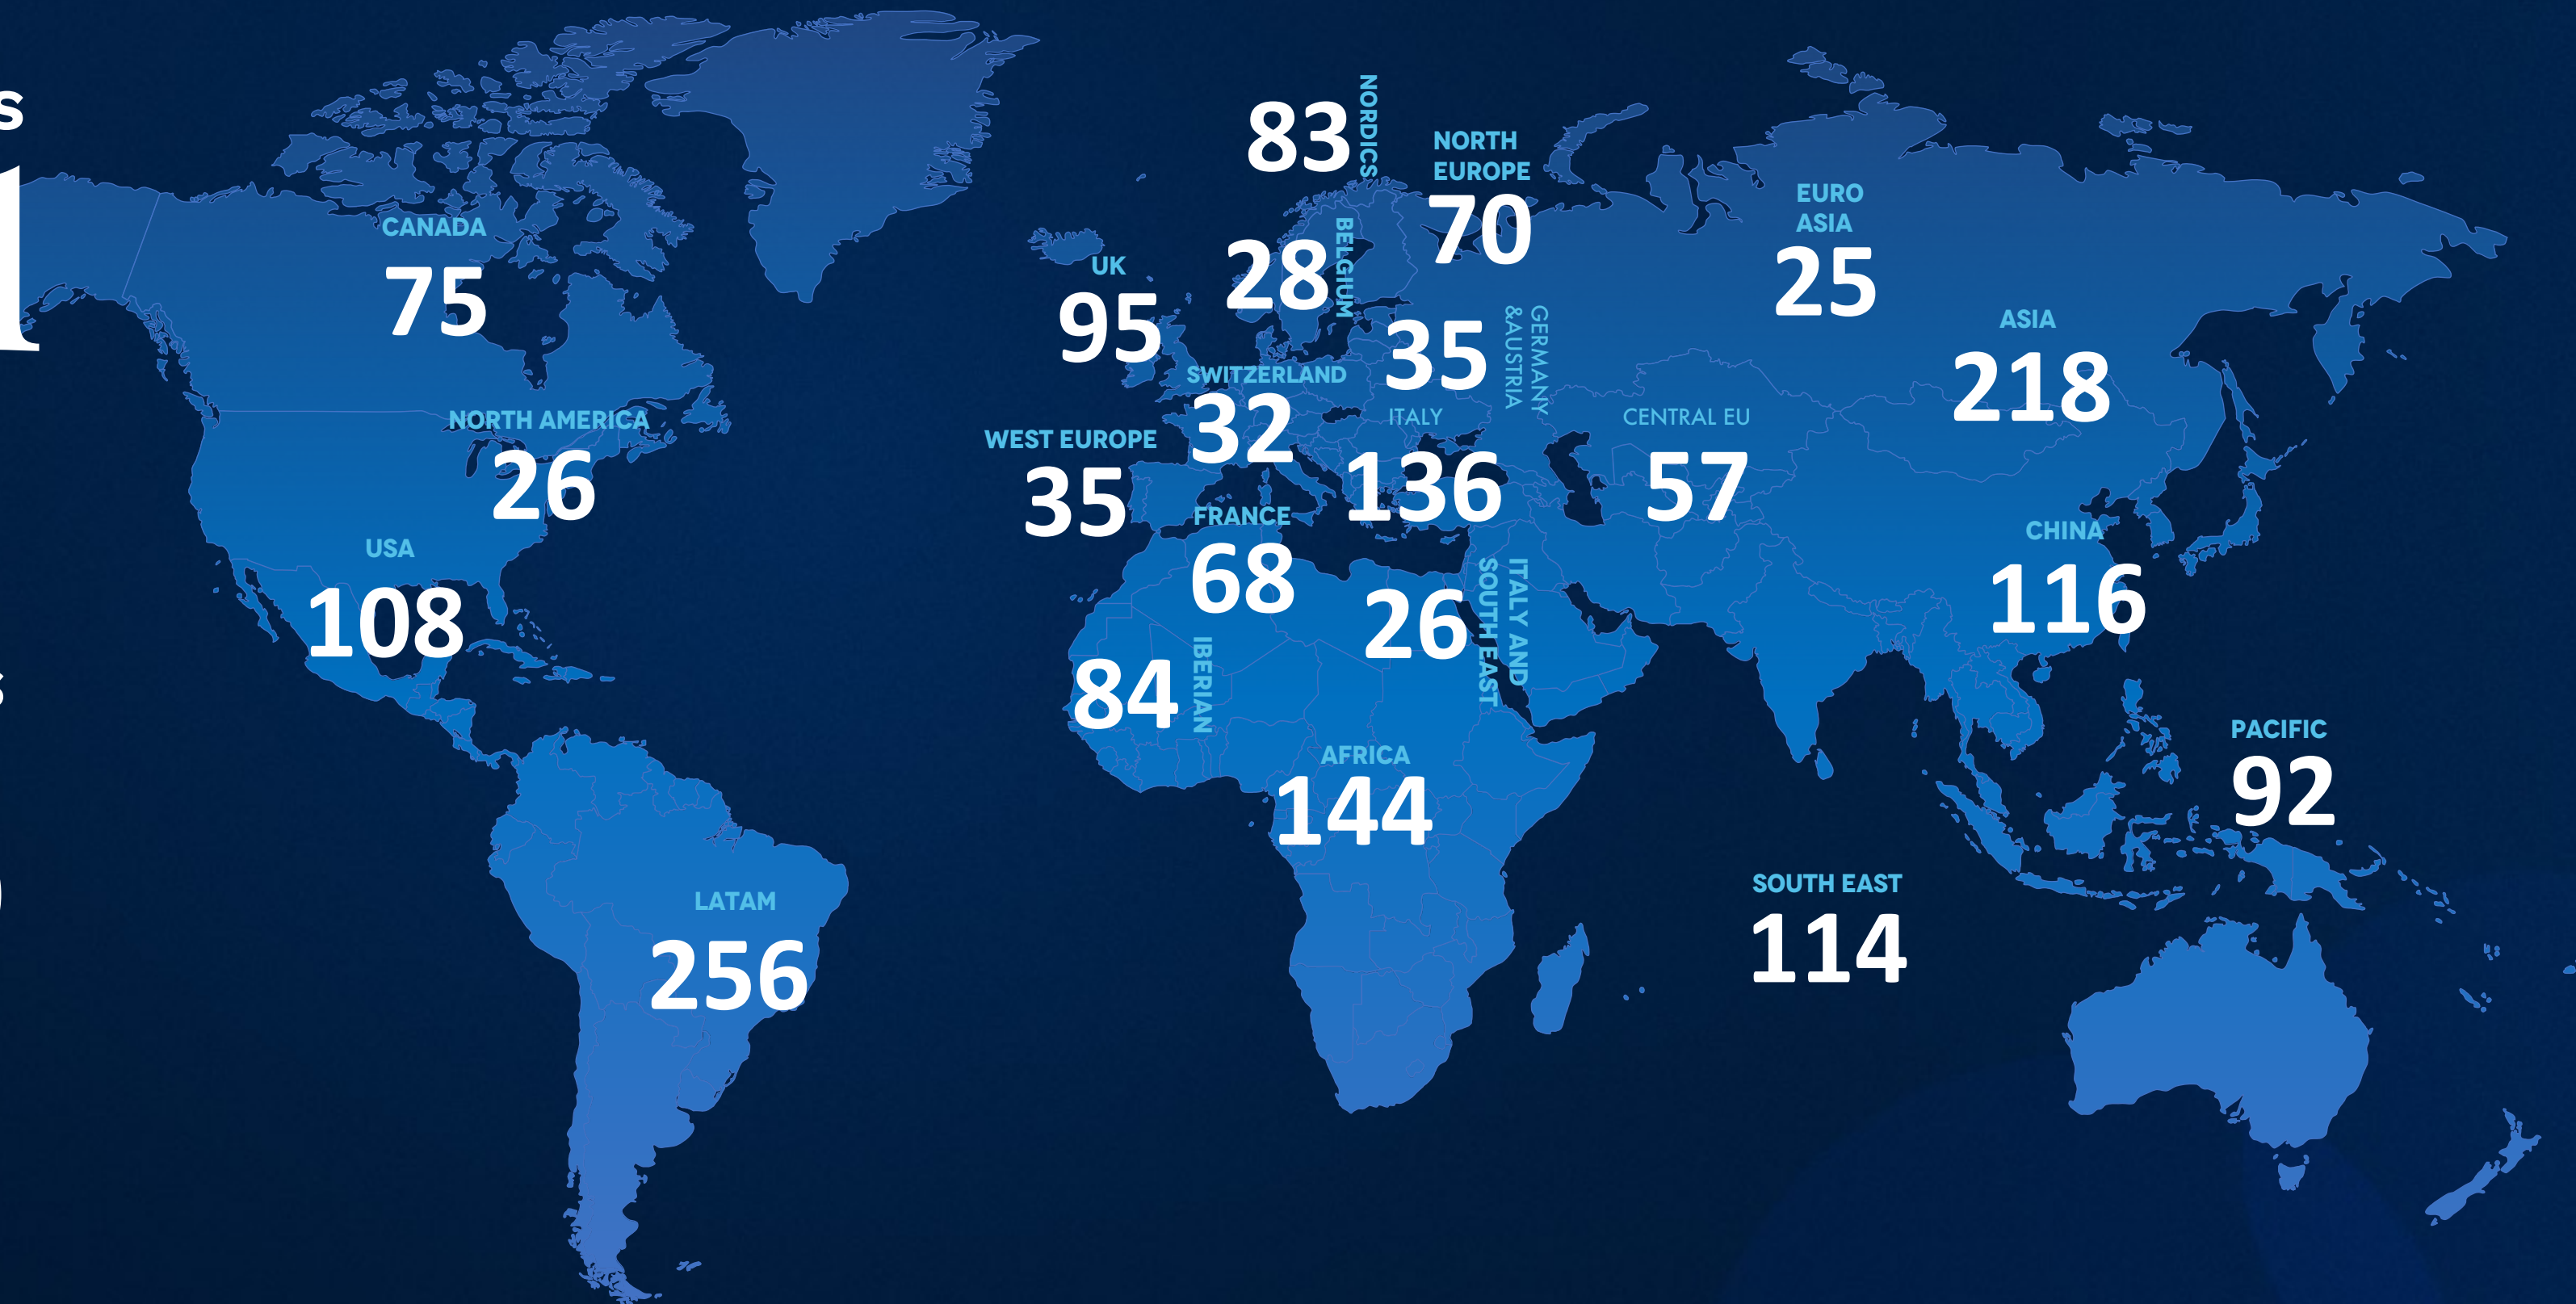 s
CANADA
75
NORTH AMERICA
26
USA
108
LATAM
256
NORDICS
83
NORTH
EUROPE
70
BELGIUM
28
UK
95
GERMANY
&AUSTRIA
35
SWITZERLAND
32
WEST EUROPE
35
ITALY
136
CENTRAL EU
57
FRANCE
68
ITALY AND
SOUTH EAST
26
IBERIAN
84
AFRICA
144
EURO
ASIA
25
ASIA
218
CHINA
116
PACIFIC
92
SOUTH EAST
114